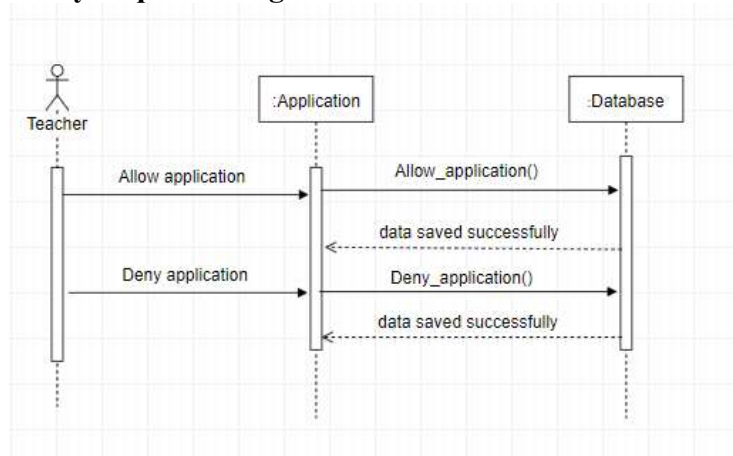 :Application
:Database
Teacher
Allow application
Allow_application()
data saved successfully
Deny application
Deny_application()
data saved successfully